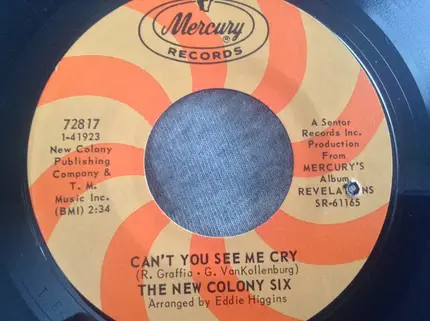 Mercury
RECORDS
72817
1-41923
New Colony
Publishing
Company &
T. M.
Music Inc.
(BMI) 2:34
A Sentor
Records Inc.
Production
From
MERCURY'S
Album
REVELATIONS
SR-61165
CAN'T YOU SEE ME CRY
(R. Graffia - G. VanKollenburg)
THE NEW COLONY SIX
Arranged by Eddie Higgins